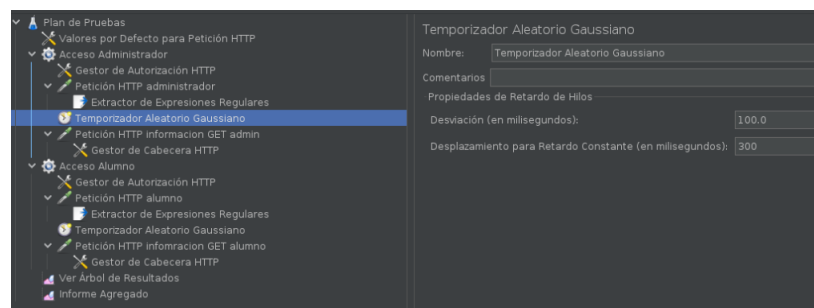 Plan de Pruebas
Valores por Defecto para Petición HTTP
Acceso Administrador
Gestor de Autorización HTTP
Petición HTTP administrador
Extractor de Expresiones Regulares
Temporizador Aleatorio Gaussiano
Petición HTTP informacion GET admin
Gestor de Cabecera HTTP
Acceso Alumno
Gestor de Autorización HTTP
Petición HTTP alumno
Extractor de Expresiones Regulares
Temporizador Aleatorio Gaussiano
Petición HTTP infomracion GET alumno
Gestor de Cabecera HTTP
Ver Árbol de Resultados
Informe Agregado
Temporizador Aleatorio Gaussiano
Nombre: Temporizador Aleatorio Gaussiano
Comentarios
Propiedades de Retardo de Hilos
Desviación (en milisegundos): 100.0
Desplazamiento para Retardo Constante (en milisegundos): 300